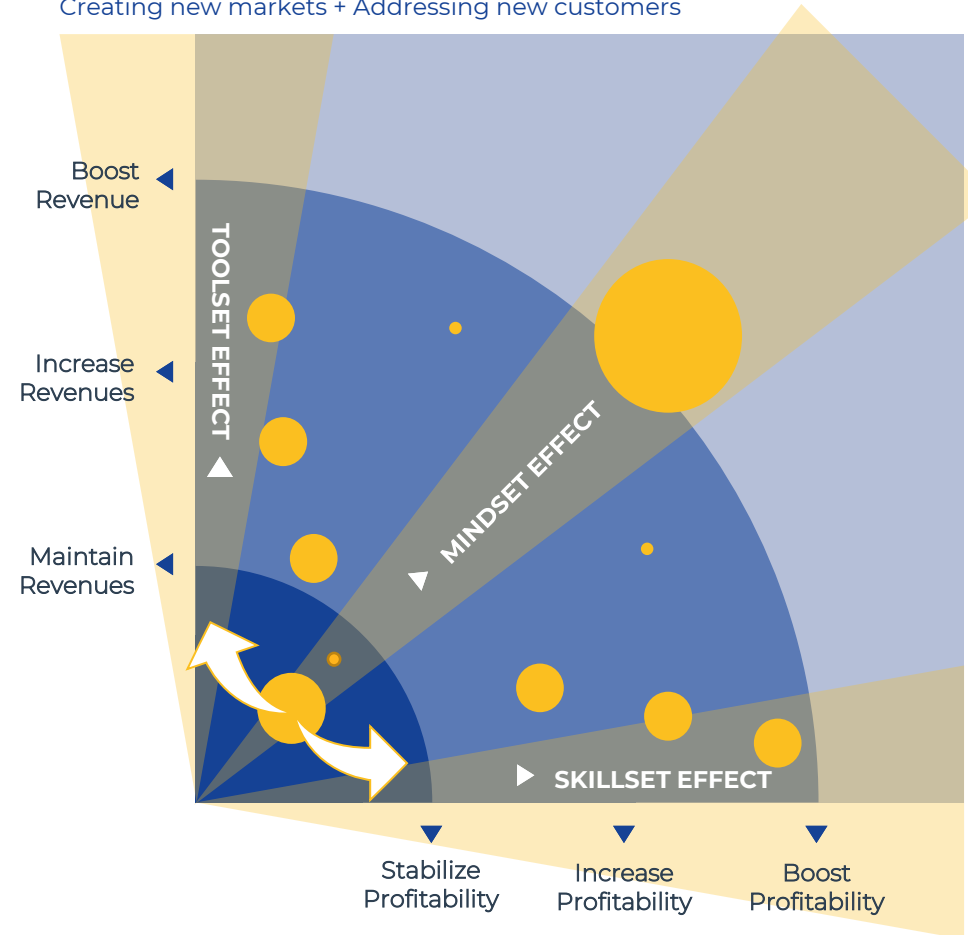 Creating new markets + Addressing new customers
Boost
Revenue
TOOLSET EFFECT
Increase
Revenues
MINDSET EFFECT
Maintain
Revenues
SKILLSET EFFECT
Stabilize
Profitability
Increase
Profitability
Boost
Profitability